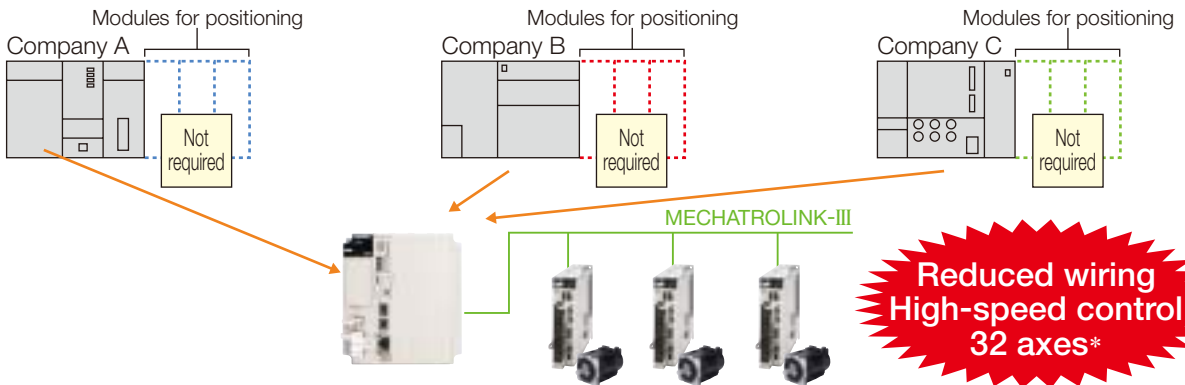 Modules for positioning
Company A
Not
required
Modules for positioning
Company B
Not
required
Modules for positioning
Company C
Not
required
MECHATROLINK-III
Reduced wiring
High-speed control
32 axes*